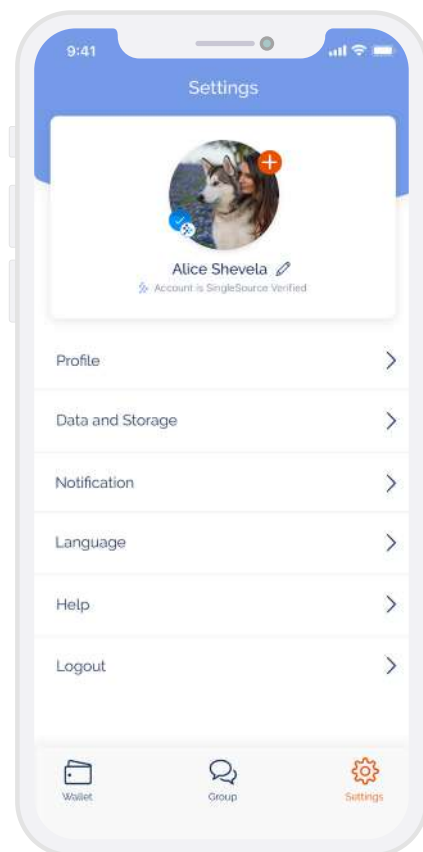 9:41
Settings
Alice Shevela
Account is SingleSource Verified
Profile
Data and Storage
Notification
Language
Help
Logout
Wallet
Group
Settings